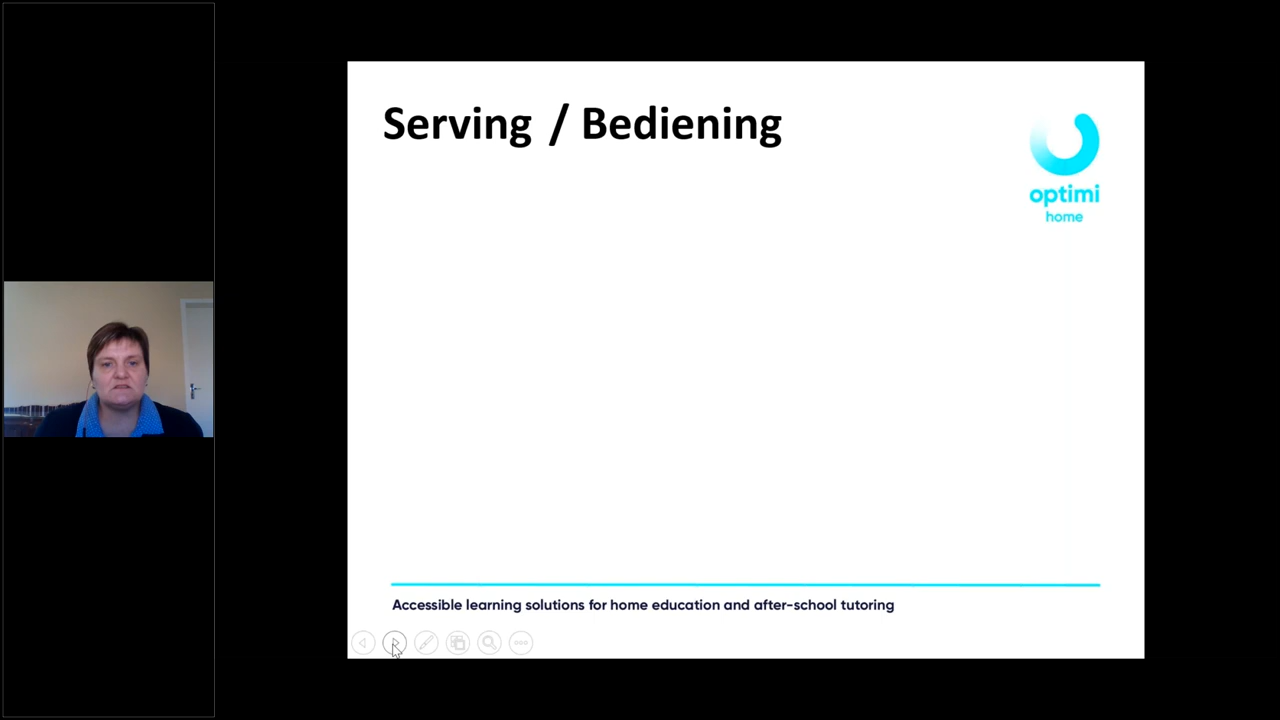 Serving / Bediening
optimi
home
Accessible learning solutions for home education and after-school tutoring